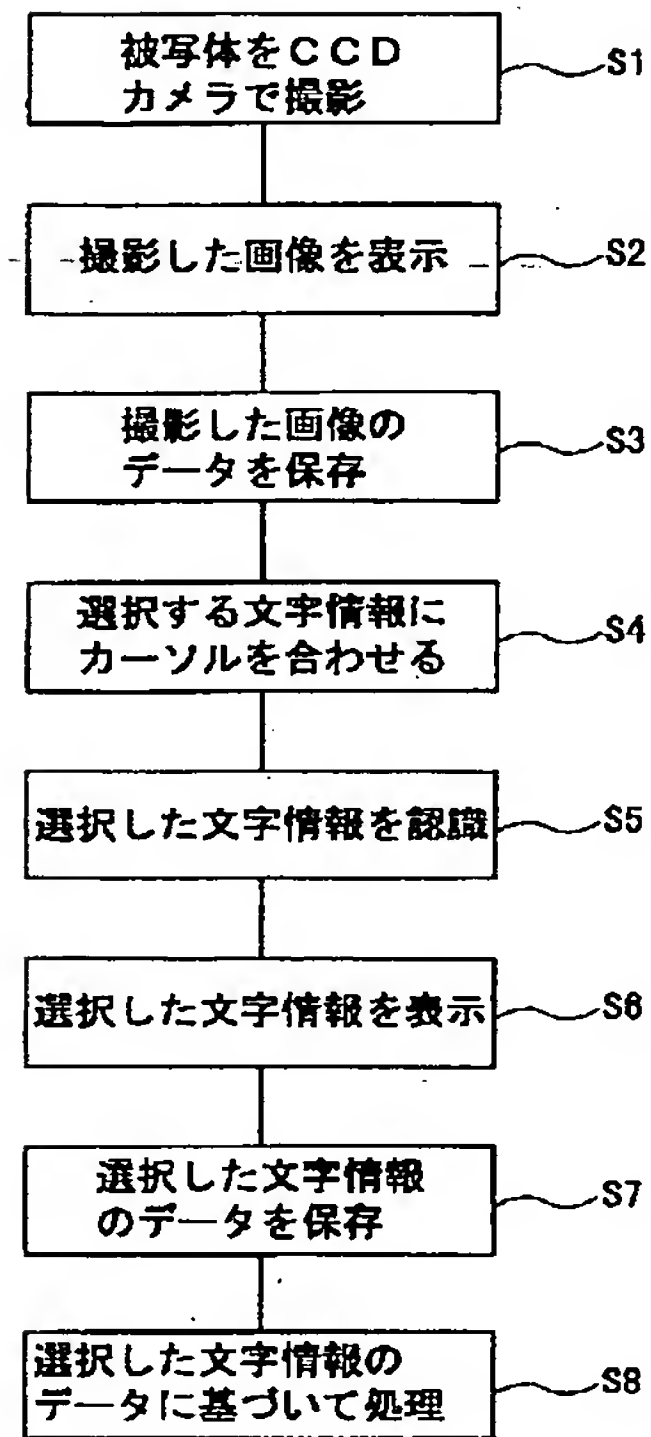 被写体をCCD
カメラで撮影
S1
撮影した画像を表示
S2
撮影した画像の
データを保存
S3
選択する文字情報に
カーソルを合わせる
S4
選択した文字情報を認識
S5
選択した文字情報を表示
S6
選択した文字情報
のデータを保存
S7
選択した文字情報の
データに基づいて処理
S8